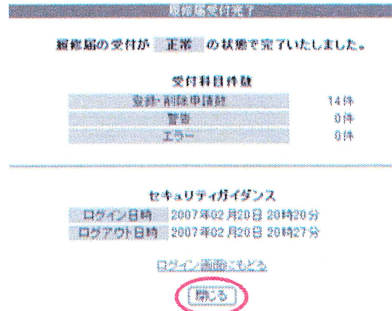 履修届受付完了
履修届の受付が 正常 の状態で完了いたしました。
受付科目件数
登録・削除申請数 14件
警告 0件
エラー 0件
セキュリティガイダンス
ログイン日時 2007年02月20日 20時20分
ログアウト日時 2007年02月20日 20時27分
ログイン画面にもどる
閉じる